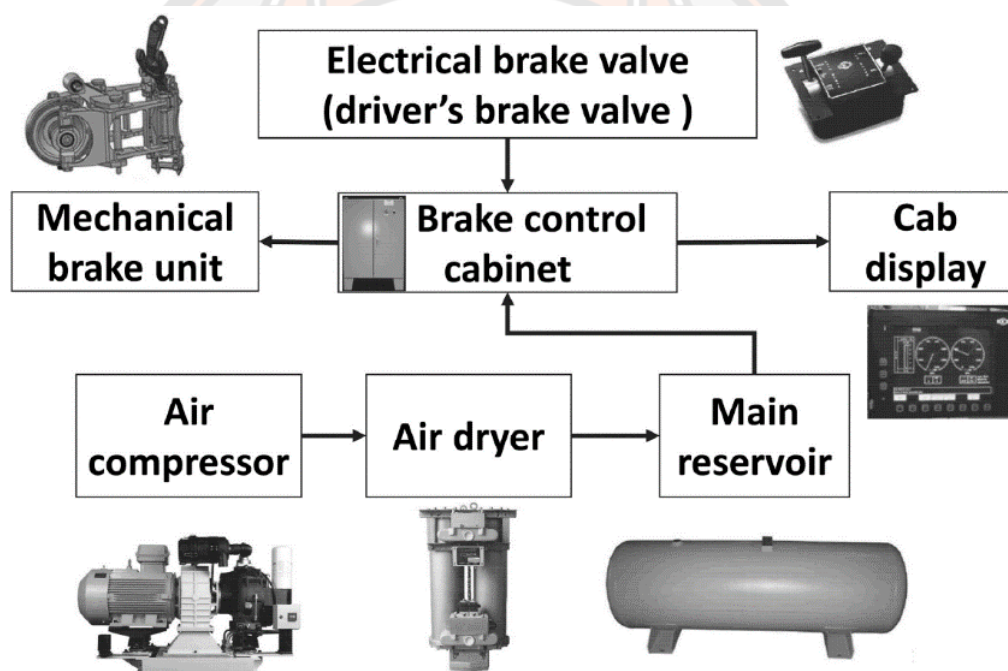 Electrical brake valve
(driver's brake valve )
Mechanical
brake unit
Brake control
cabinet
Cab
display
Air
compressor
Air dryer
Main
reservoir